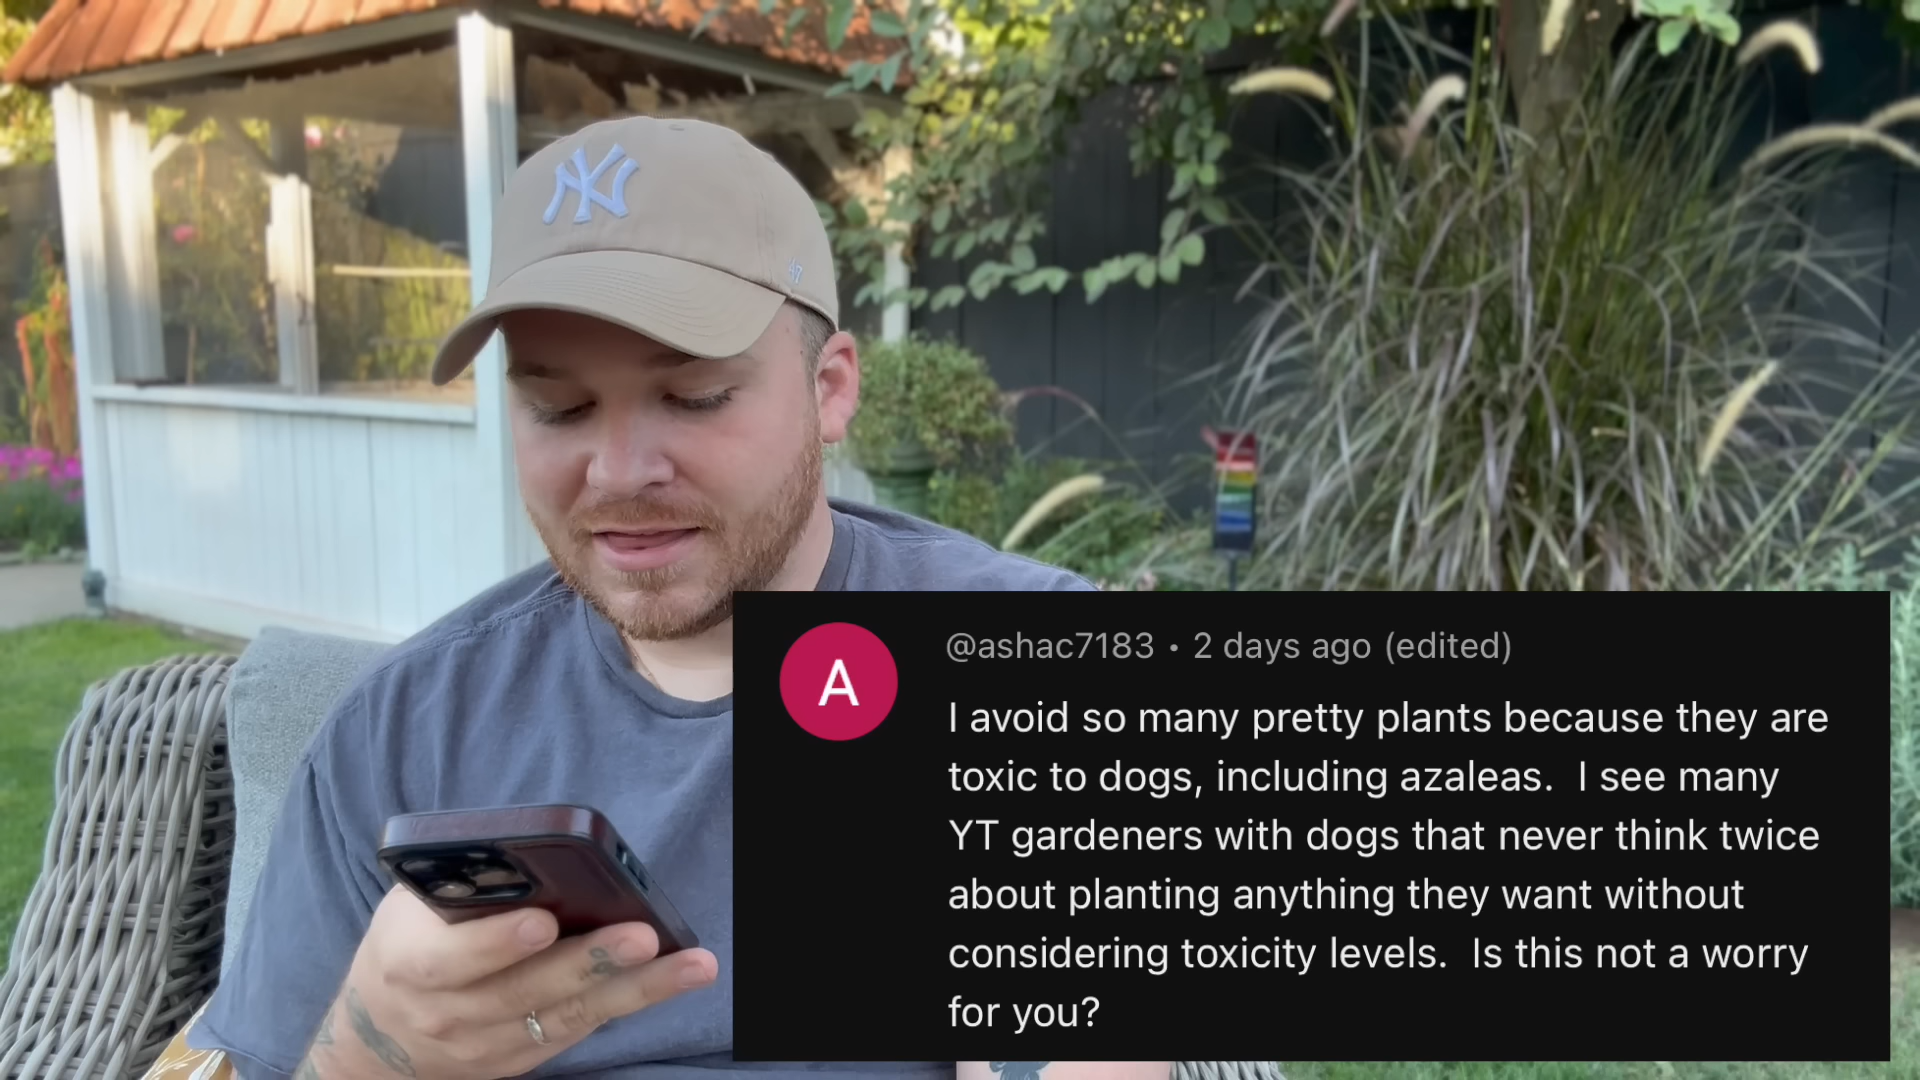 NY
47
A
@ashac7183 • 2 days ago (edited)
I avoid so many pretty plants because they are
toxic to dogs, including azaleas.  I see many
YT gardeners with dogs that never think twice
about planting anything they want without
considering toxicity levels.  Is this not a worry
for you?